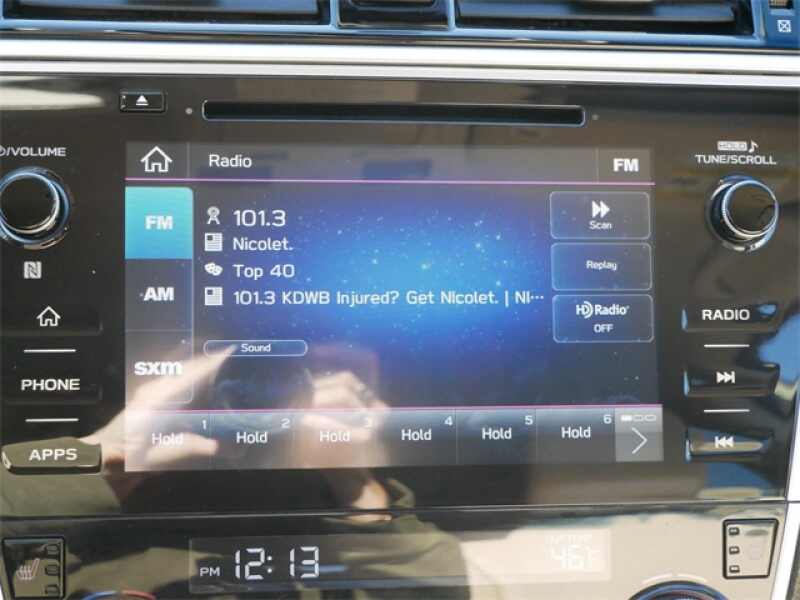 /VOLUME
HOLD
TUNE/SCROLL
Radio
FM
FM
101.3
Nicolet.
Top 40
101.3 KDWB Injured? Get NIcolet. | NI...
Scan
Replay
HD Radio
OFF
AM
sxm
Sound
1
2
3
4
5
6
Hold
Hold
Hold
Hold
Hold
Hold
PHONE
APPS
RADIO
PM 12:13
46°F